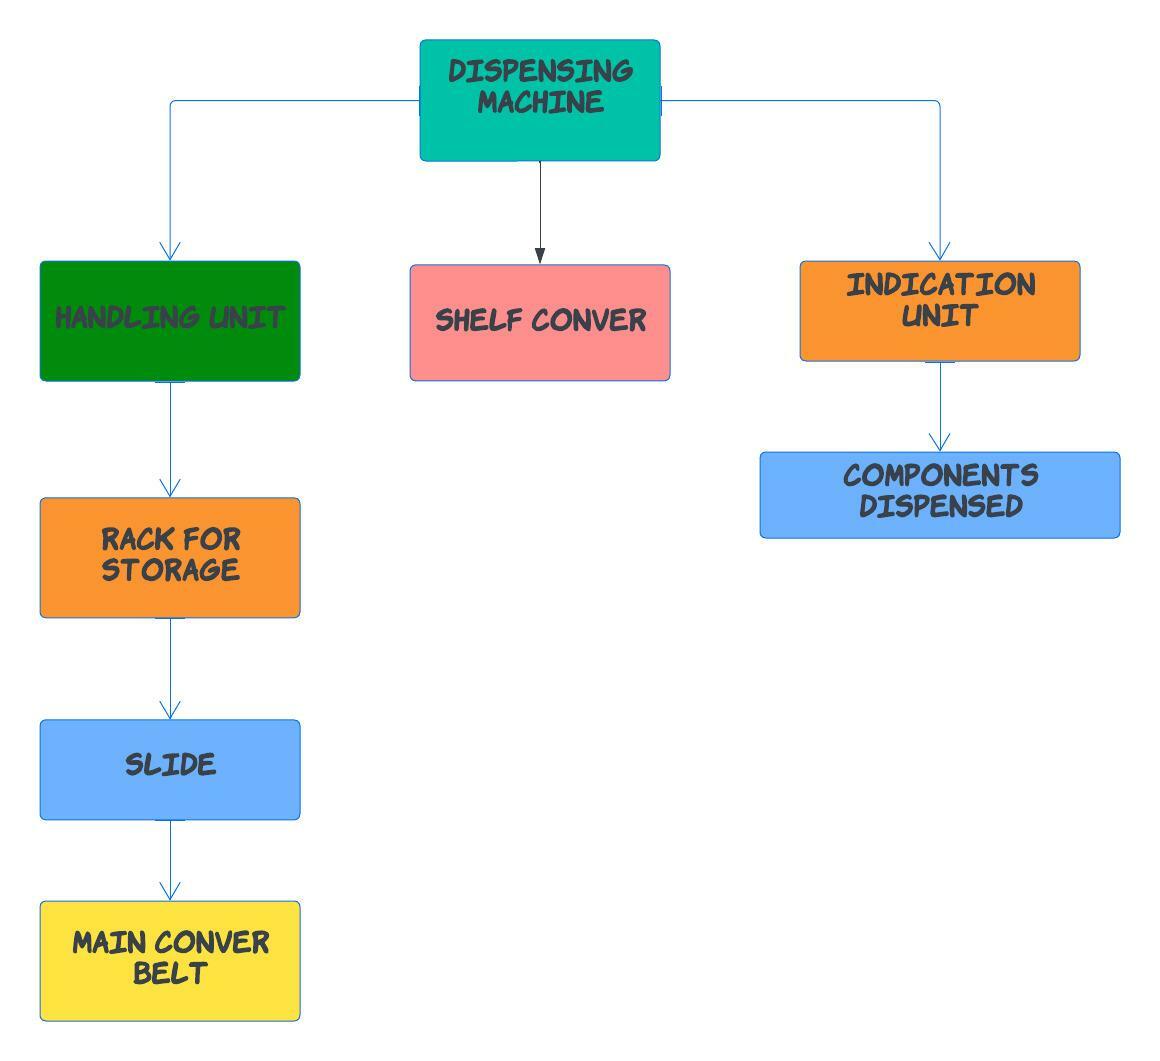 DISPENSING
MACHINE
HANDLING UNIT
SHELF CONVER
INDICATION
UNIT
COMPONENTS
DISPENSED
RACK FOR
STORAGE
SLIDE
MAIN CONVER
BELT